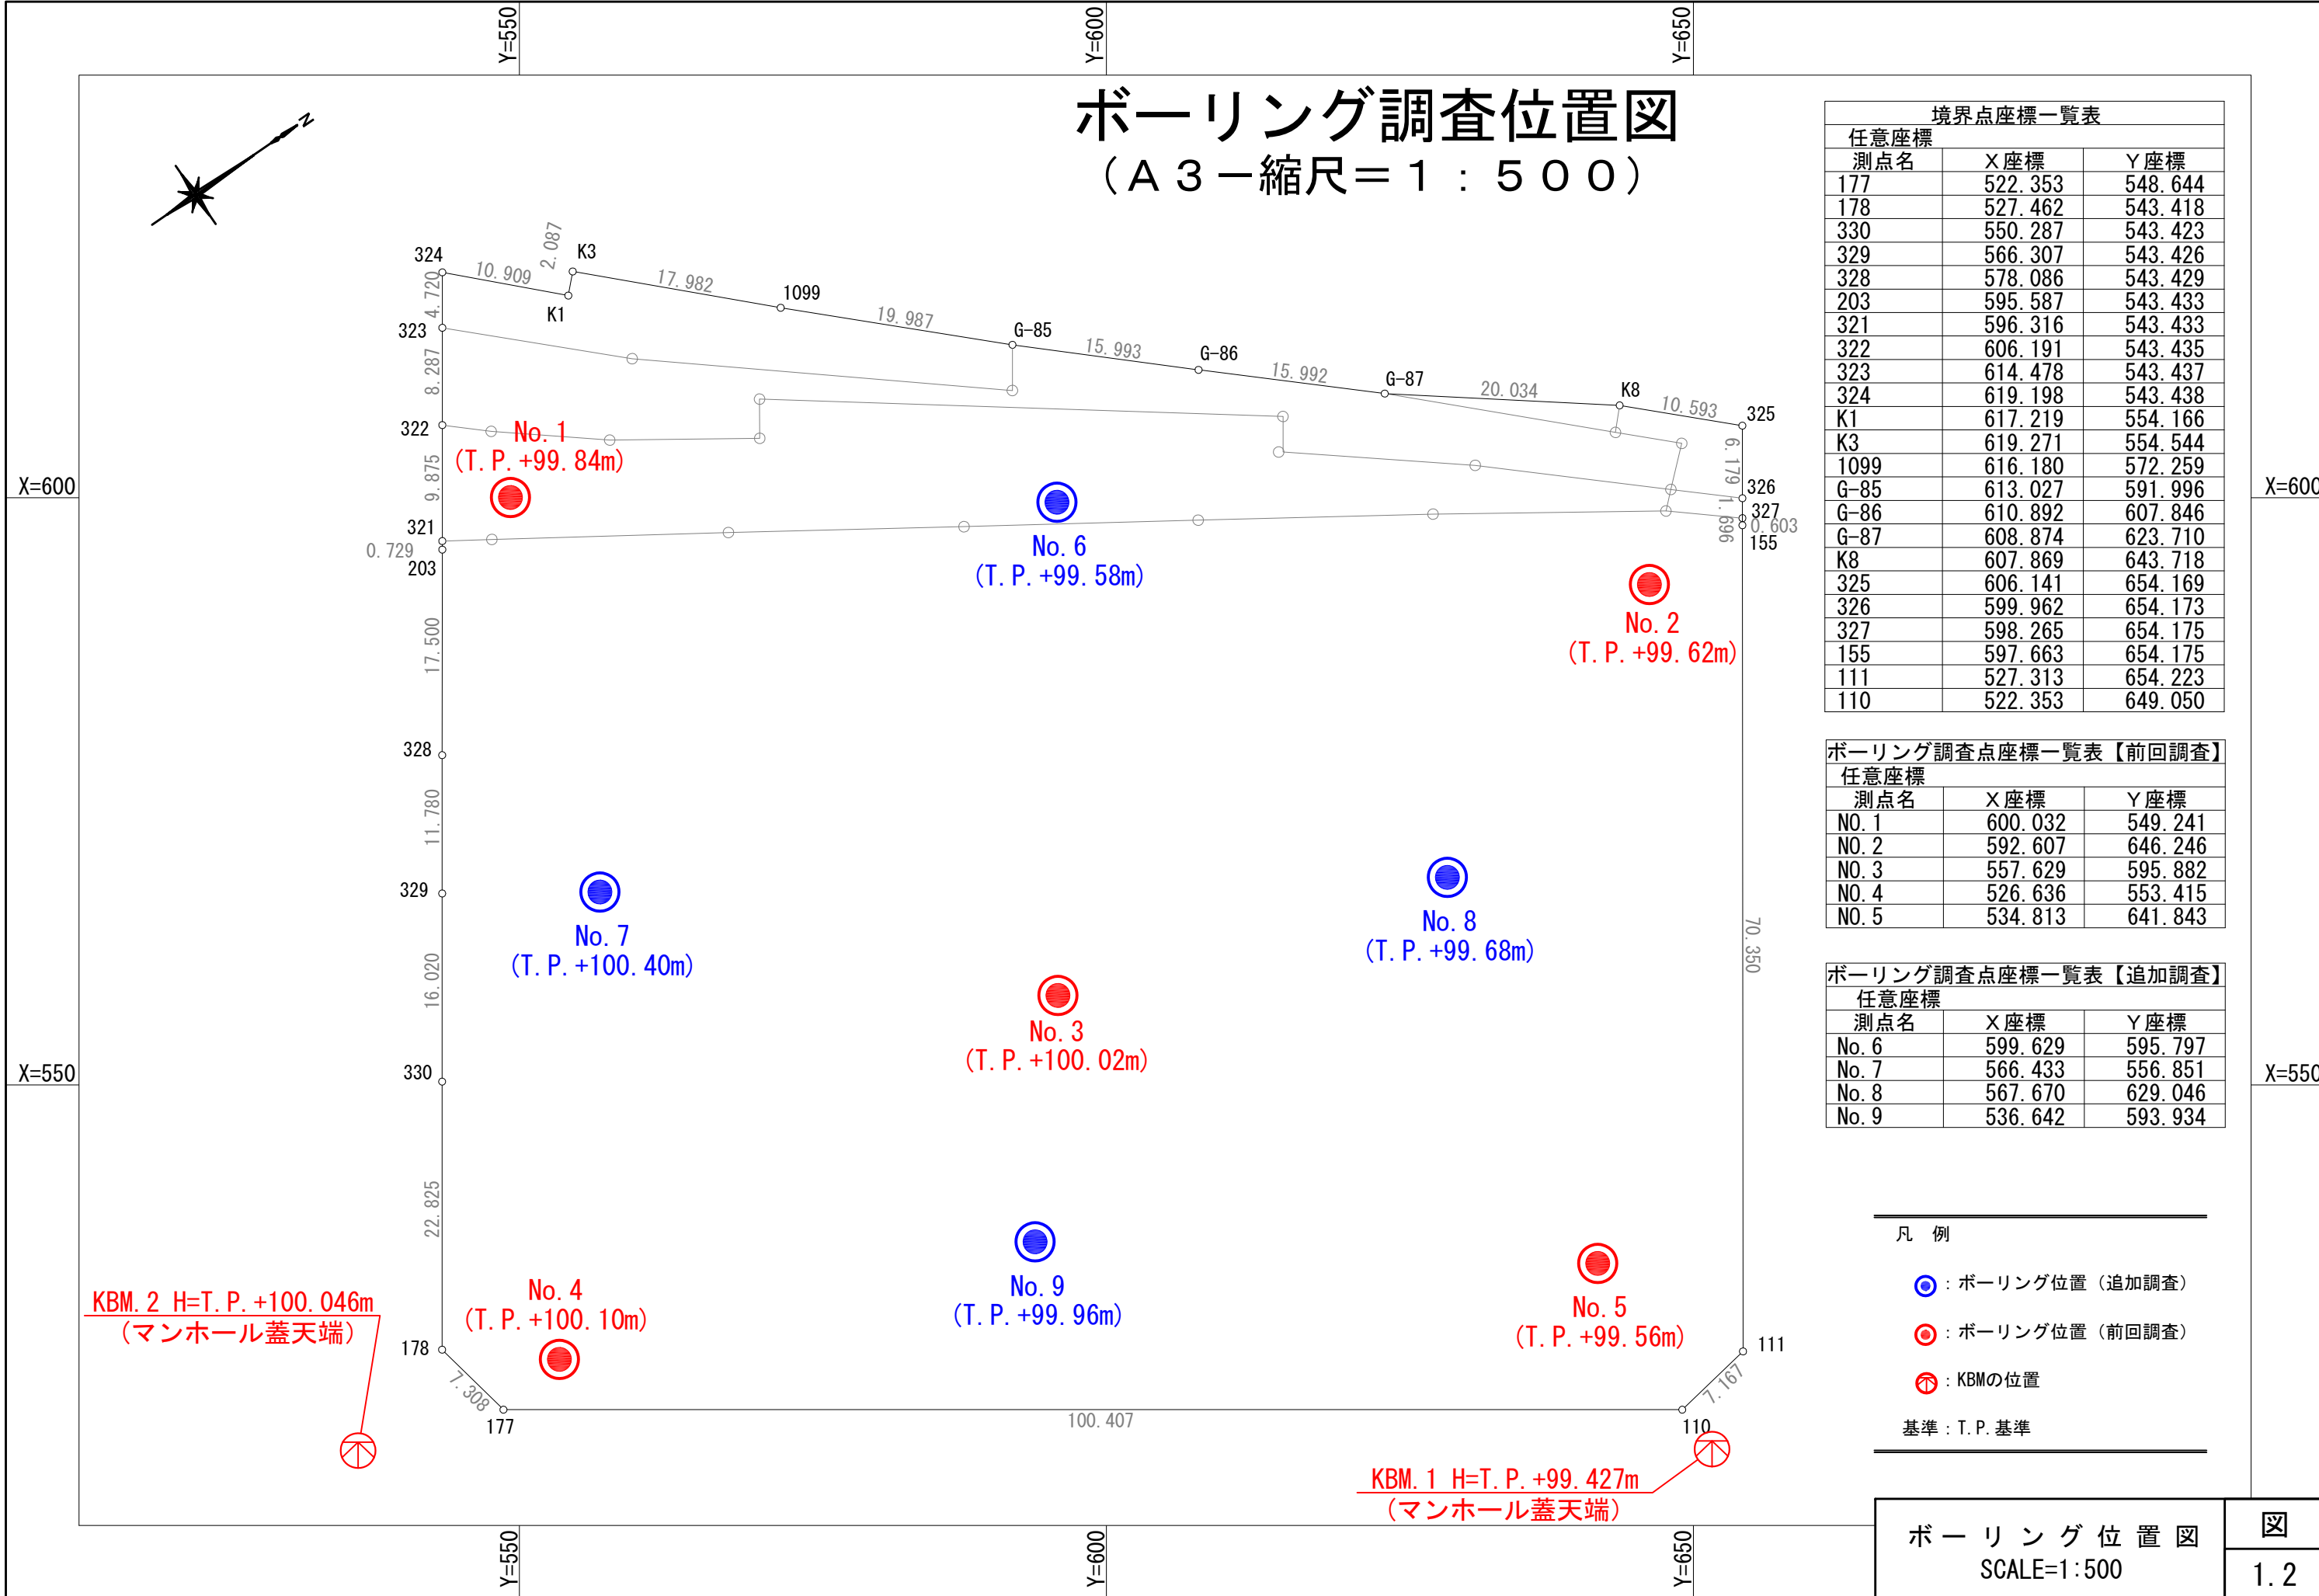 Y=550
Y=600
Y=650
ボーリング調査位置図
（Ａ３－縮尺＝１：５００）
N
324
10.909
2.087
K3
K1
17.982
1099
19.987
G-85
15.993
G-86
15.992
G-87
20.034
K8
10.593
325
4.720
323
8.287
322
9.875
321
0.729
203
6.179
326
1.696
327
0.603
155
No.1
(T.P.+99.84m)
No.6
(T.P.+99.58m)
No.2
(T.P.+99.62m)
X=600
X=600
17.500
328
11.780
329
16.020
330
22.825
178
7.308
177
100.407
110
7.167
111
70.350
No.7
(T.P.+100.40m)
No.8
(T.P.+99.68m)
No.3
(T.P.+100.02m)
X=550
X=550
No.4
(T.P.+100.10m)
No.9
(T.P.+99.96m)
No.5
(T.P.+99.56m)
KBM.2 H=T.P.+100.046m
（マンホール蓋天端）
KBM.1 H=T.P.+99.427m
（マンホール蓋天端）
境界点座標一覧表
任意座標
測点名 Ｘ座標 Ｙ座標
177 522.353 548.644
178 527.462 543.418
330 550.287 543.423
329 566.307 543.426
328 578.086 543.429
203 595.587 543.433
321 596.316 543.433
322 606.191 543.435
323 614.478 543.437
324 619.198 543.438
K1 617.219 554.166
K3 619.271 554.544
1099 616.180 572.259
G-85 613.027 591.996
G-86 610.892 607.846
G-87 608.874 623.710
K8 607.869 643.718
325 606.141 654.169
326 599.962 654.173
327 598.265 654.175
155 597.663 654.175
111 527.313 654.223
110 522.353 649.050
ボーリング調査点座標一覧表【前回調査】
任意座標
測点名 Ｘ座標 Ｙ座標
NO.1 600.032 549.241
NO.2 592.607 646.246
NO.3 557.629 595.882
NO.4 526.636 553.415
NO.5 534.813 641.843
ボーリング調査点座標一覧表【追加調査】
任意座標
測点名 Ｘ座標 Ｙ座標
No.6 599.629 595.797
No.7 566.433 556.851
No.8 567.670 629.046
No.9 536.642 593.934
凡 例
：ボーリング位置（追加調査）
：ボーリング位置（前回調査）
：KBMの位置
基準：T.P.基準
Y=550
Y=600
Y=650
ボーリング位置図
SCALE=1:500
図
1.2